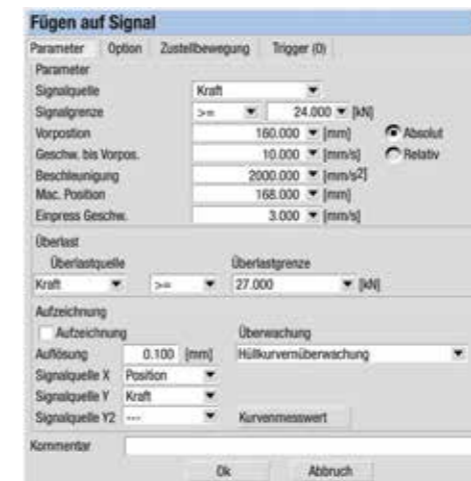 Fügen auf Signal
Parameter Option Zustellbewegung Trigger (0)
Parameter
Signalquelle Kraft
Signalgrenze >= 24.000 [kN]
Vorpostion 160.000 [mm] Absolut
Geschw. bis Vorpos. 10.000 [mm/s] Relativ
Beschleunigung 2000.000 [mm/s2]
Mac. Position 168.000 [mm]
Einpress Geschw. 3.000 [mm/s]
Überlast
Überlastquelle Überlastgrenze
Kraft >= 27.000 [kN]
Aufzeichnung
Aufzeichnung Überwachung
Auflösung 0.100 [mm] Hüllkurvernüberwachung
Signalquelle X Position
Signalquelle Y Kraft
Signalquelle Y2 --- Kurvenmesswert
Kommentar
Ok Abbruch